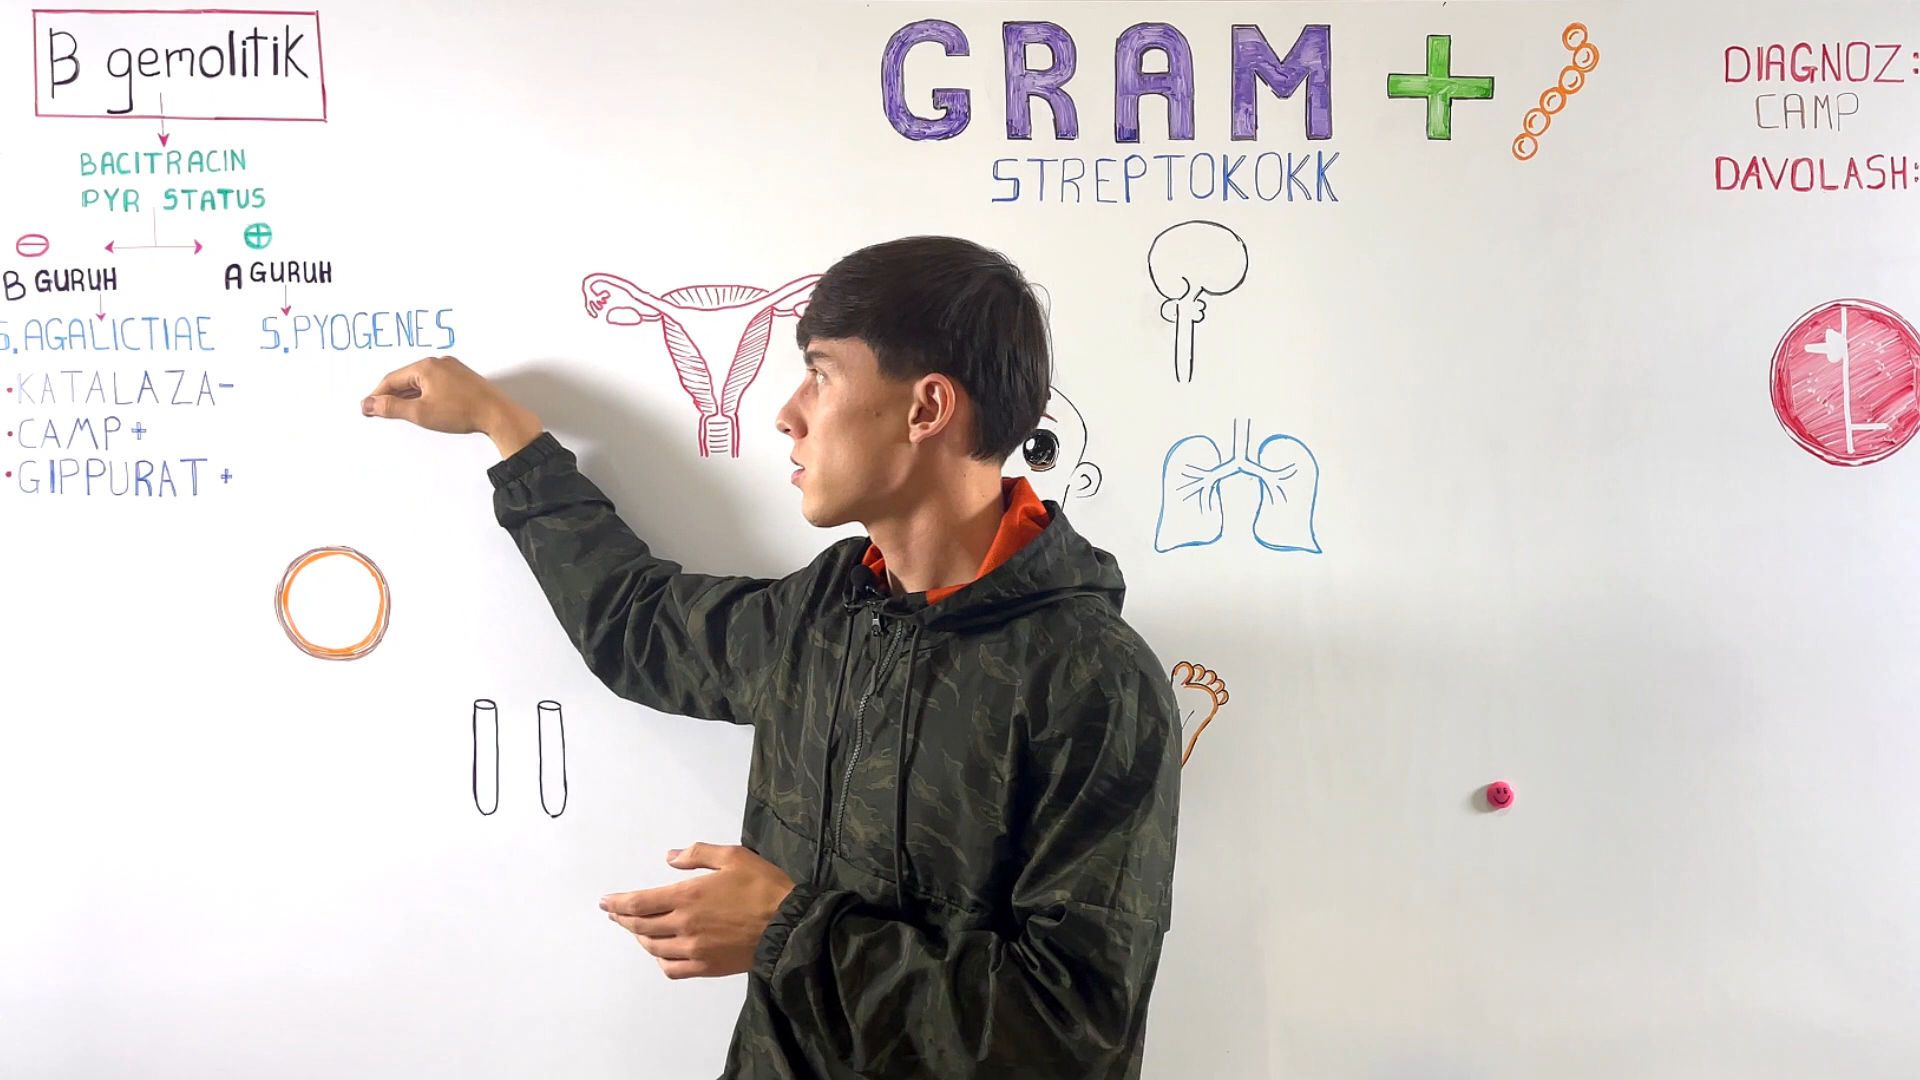 B gemolitik
BACITRACIN
PYR STATUS
B GURUH
A GURUH
S.AGALICTIAE
S.PYOGENES
•KATALAZA-
•CAMP+
•GIPPURAT +
GRAM +
STREPTOKOKK
DIAGNOZ:
CAMP
DAVOLASH: